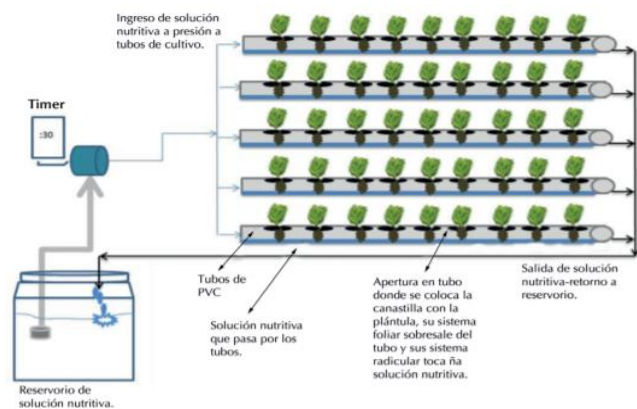 Ingreso de solución
nutritiva a presión a
tubos de cultivo.
Timer
:30
Tubos de
PVC
Solución nutritiva
que pasa por los
tubos.
Apertura en tubo
donde se coloca la
canastilla con la
plántula, su sistema
foliar sobresale del
tubo y sus sistema
radicular toca ña
solución nutritiva.
Salida de solución
nutritiva-retorno a
reservorio.
Reservorio de
solución nutritiva.